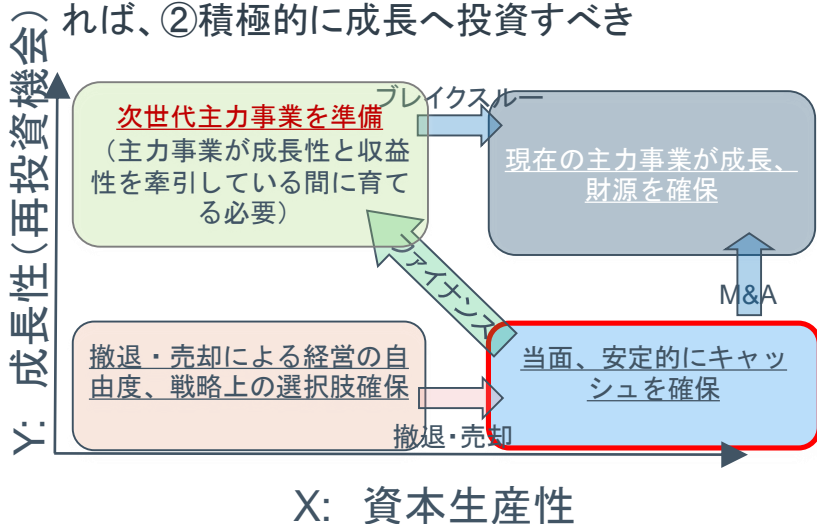 れば、②積極的に成長へ投資すべき
Y: 成長性（再投資機会）
ブレイクスルー
次世代主力事業を準備
（主力事業が成長性と収益
性を牽引している間に育て
る必要）
現在の主力事業が成長、
財源を確保
ファイナンス
M&A
撤退・売却による経営の自
由度、戦略上の選択肢確保
当面、安定的にキャッ
シュを確保
撤退・売却
X: 資本生産性